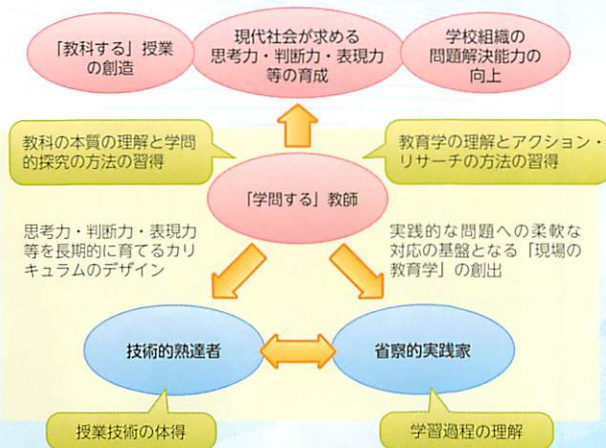 「教科する」授業
の創造
現代社会が求める
思考力・判断力・表現力
等の育成
学校組織の
問題解決能力の
向上
教科の本質の理解と学問
的探究の方法の習得
教育学の理解とアクション・
リサーチの方法の習得
「学問する」教師
思考力・判断力・表現力
等を長期的に育てるカリ
キュラムのデザイン
実践的な問題への柔軟な
対応の基盤となる「現場の
教育学」の創出
技術的熟達者
省察的実践家
授業技術の体得
学習過程の理解